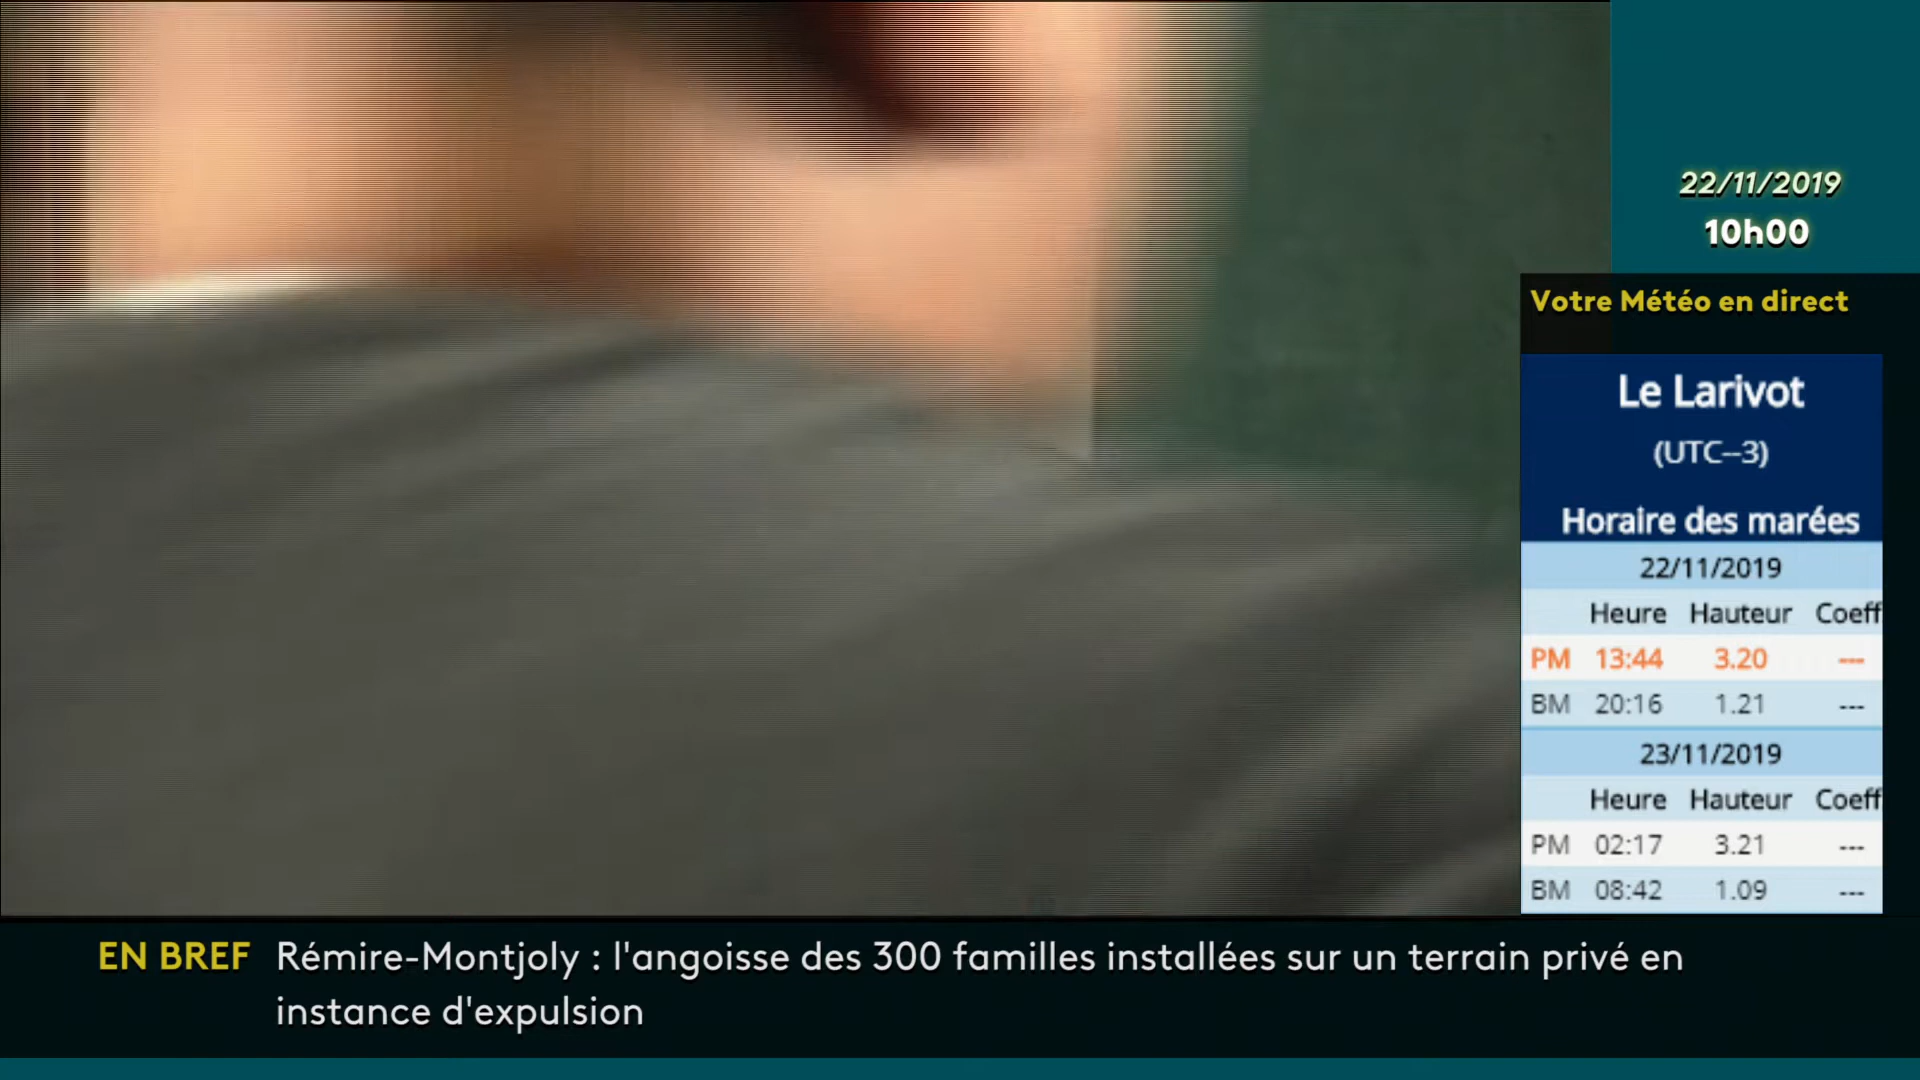 22/11/2019
10h00
Votre Météo en direct
Le Larivot
(UTC--3)
Horaire des marées
22/11/2019
Heure Hauteur Coeff
PM 13:44 3.20 ---
BM 20:16 1.21 ---
23/11/2019
Heure Hauteur Coeff
PM 02:17 3.21 ---
BM 08:42 1.09 ---
EN BREF Rémire-Montjoly : l'angoisse des 300 familles installées sur un terrain privé en
instance d'expulsion